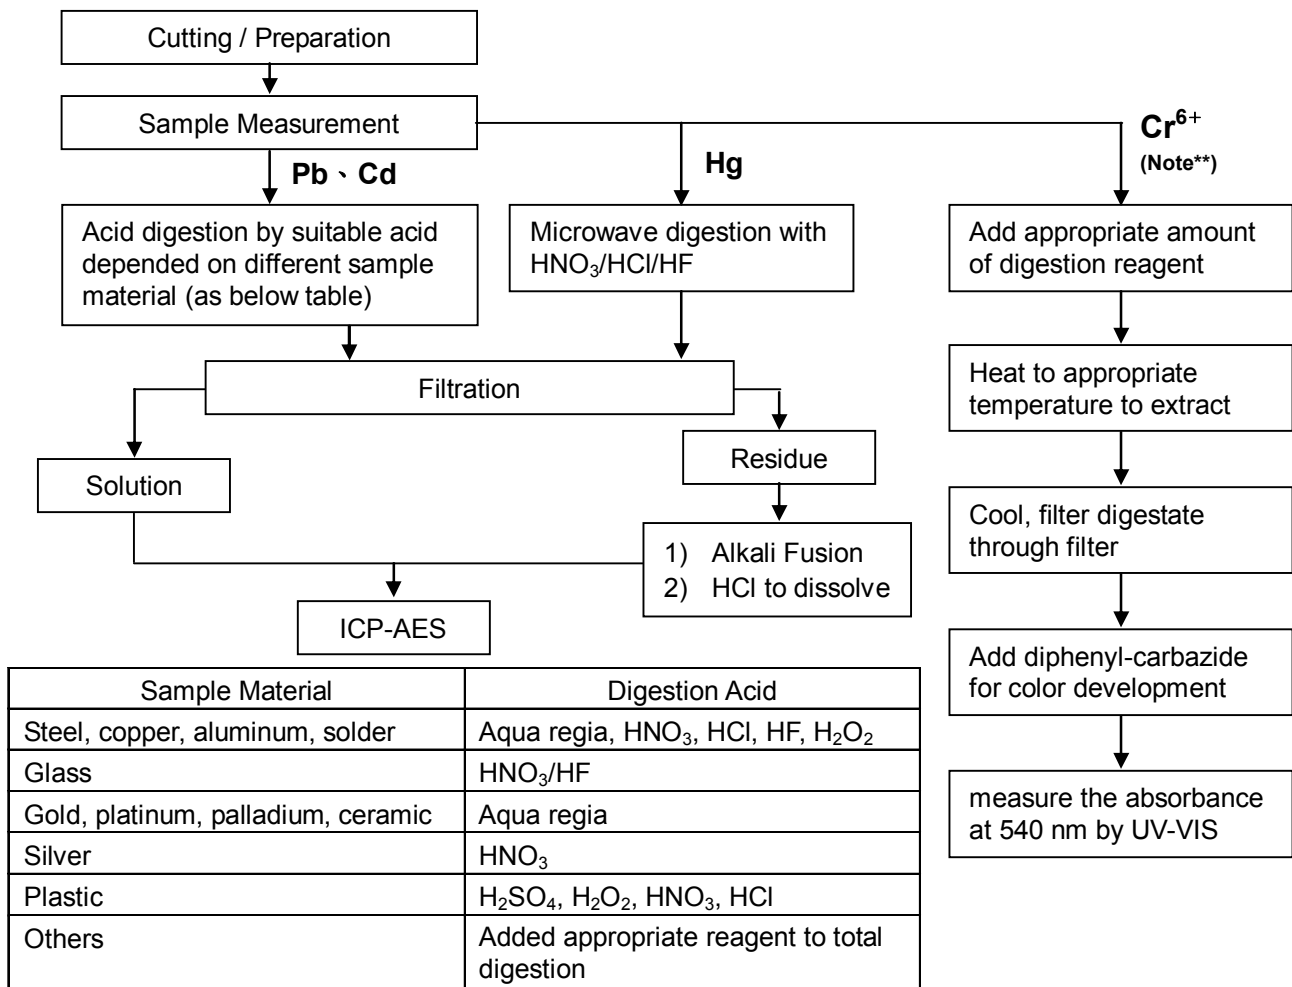 Cutting / Preparation
Sample Measurement
Pb、Cd
Hg
Cr⁶⁺
(Note**)
Acid digestion by suitable acid
depended on different sample
material (as below table)
Microwave digestion with
HNO₃/HCl/HF
Add appropriate amount
of digestion reagent
Filtration
Heat to appropriate
temperature to extract
Solution
Residue
Cool, filter digestate
through filter
1) Alkali Fusion
2) HCl to dissolve
ICP-AES
Add diphenyl-carbazide
for color development
measure the absorbance
at 540 nm by UV-VIS
Sample Material Digestion Acid
Steel, copper, aluminum, solder Aqua regia, HNO₃, HCl, HF, H₂O₂
Glass HNO₃/HF
Gold, platinum, palladium, ceramic Aqua regia
Silver HNO₃
Plastic H₂SO₄, H₂O₂, HNO₃, HCl
Others Added appropriate reagent to total
digestion